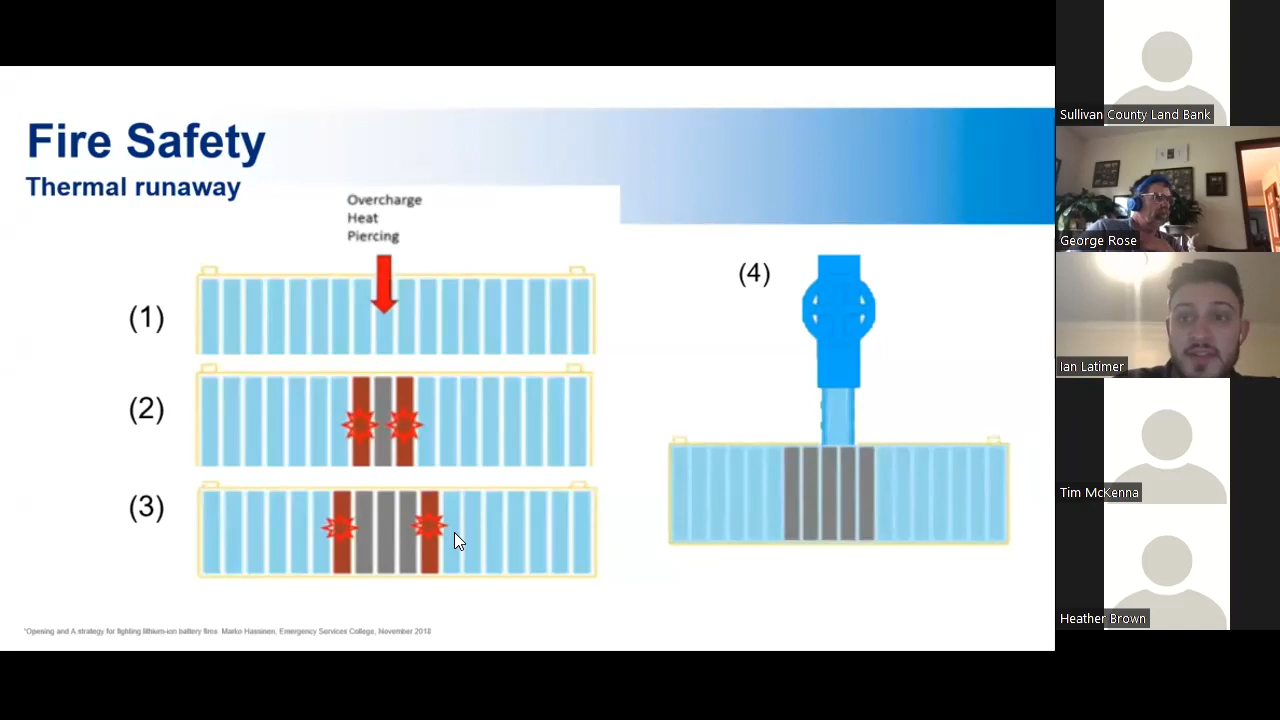 Fire Safety
Thermal runaway
Overcharge
Heat
Piercing
(1)
(2)
(3)
(4)
*Opening and A strategy for fighting lithium-ion battery fires Marko Hassinen, Emergency Services College, November 2018
Sullivan County Land Bank
George Rose
Ian Latimer
Tim McKenna
Heather Brown